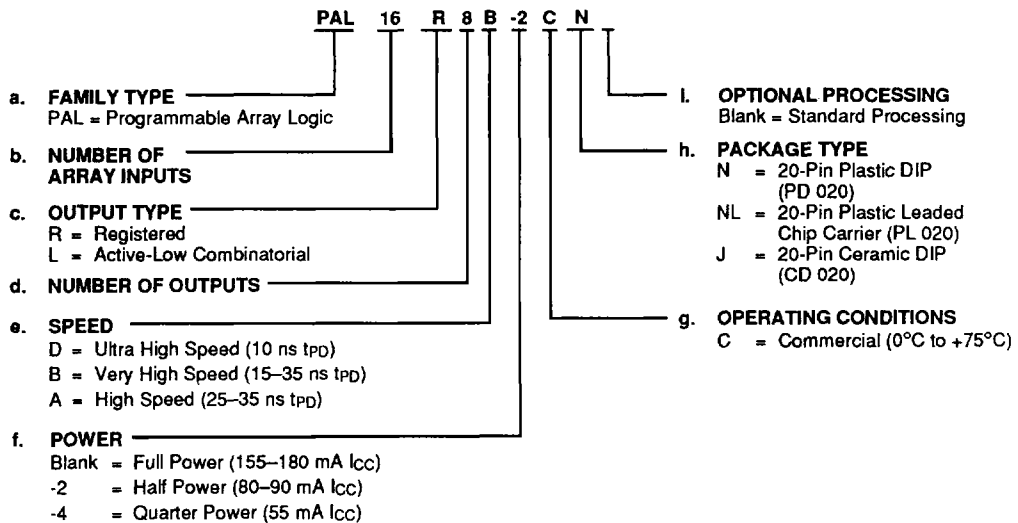 PAL 16 R 8 B -2 C N
a. FAMILY TYPE
PAL = Programmable Array Logic
b. NUMBER OF
ARRAY INPUTS
c. OUTPUT TYPE
R = Registered
L = Active-Low Combinatorial
d. NUMBER OF OUTPUTS
e. SPEED
D = Ultra High Speed (10 ns tPD)
B = Very High Speed (15–35 ns tPD)
A = High Speed (25–35 ns tPD)
f. POWER
Blank = Full Power (155–180 mA ICC)
-2 = Half Power (80–90 mA ICC)
-4 = Quarter Power (55 mA ICC)
I. OPTIONAL PROCESSING
Blank = Standard Processing
h. PACKAGE TYPE
N = 20-Pin Plastic DIP
(PD 020)
NL = 20-Pin Plastic Leaded
Chip Carrier (PL 020)
J = 20-Pin Ceramic DIP
(CD 020)
g. OPERATING CONDITIONS
C = Commercial (0°C to +75°C)